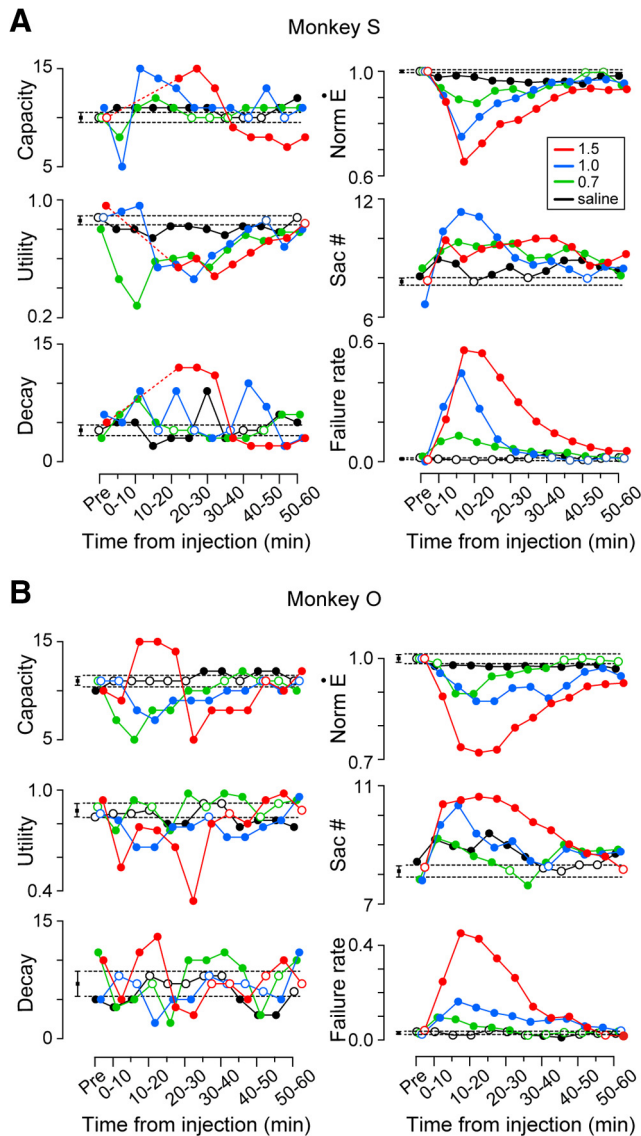 A
Monkey S
15
Capacity
5
1.0
Norm Ė
0.6
1.5
1.0
0.7
saline
1.0
Utility
0.2
12
Sac #
6
15
Decay
0
0.6
Failure rate
0.0
Pre
0-10
10-20
20-30
30-40
40-50
50-60
Time from injection (min)
Pre
0-10
10-20
20-30
30-40
40-50
50-60
Time from injection (min)
B
Monkey O
15
Capacity
5
1.0
Norm Ė
0.7
1.0
Utility
0.4
11
Sac #
7
15
Decay
0
0.4
Failure rate
0.0
Pre
0-10
10-20
20-30
30-40
40-50
50-60
Time from injection (min)
Pre
0-10
10-20
20-30
30-40
40-50
50-60
Time from injection (min)